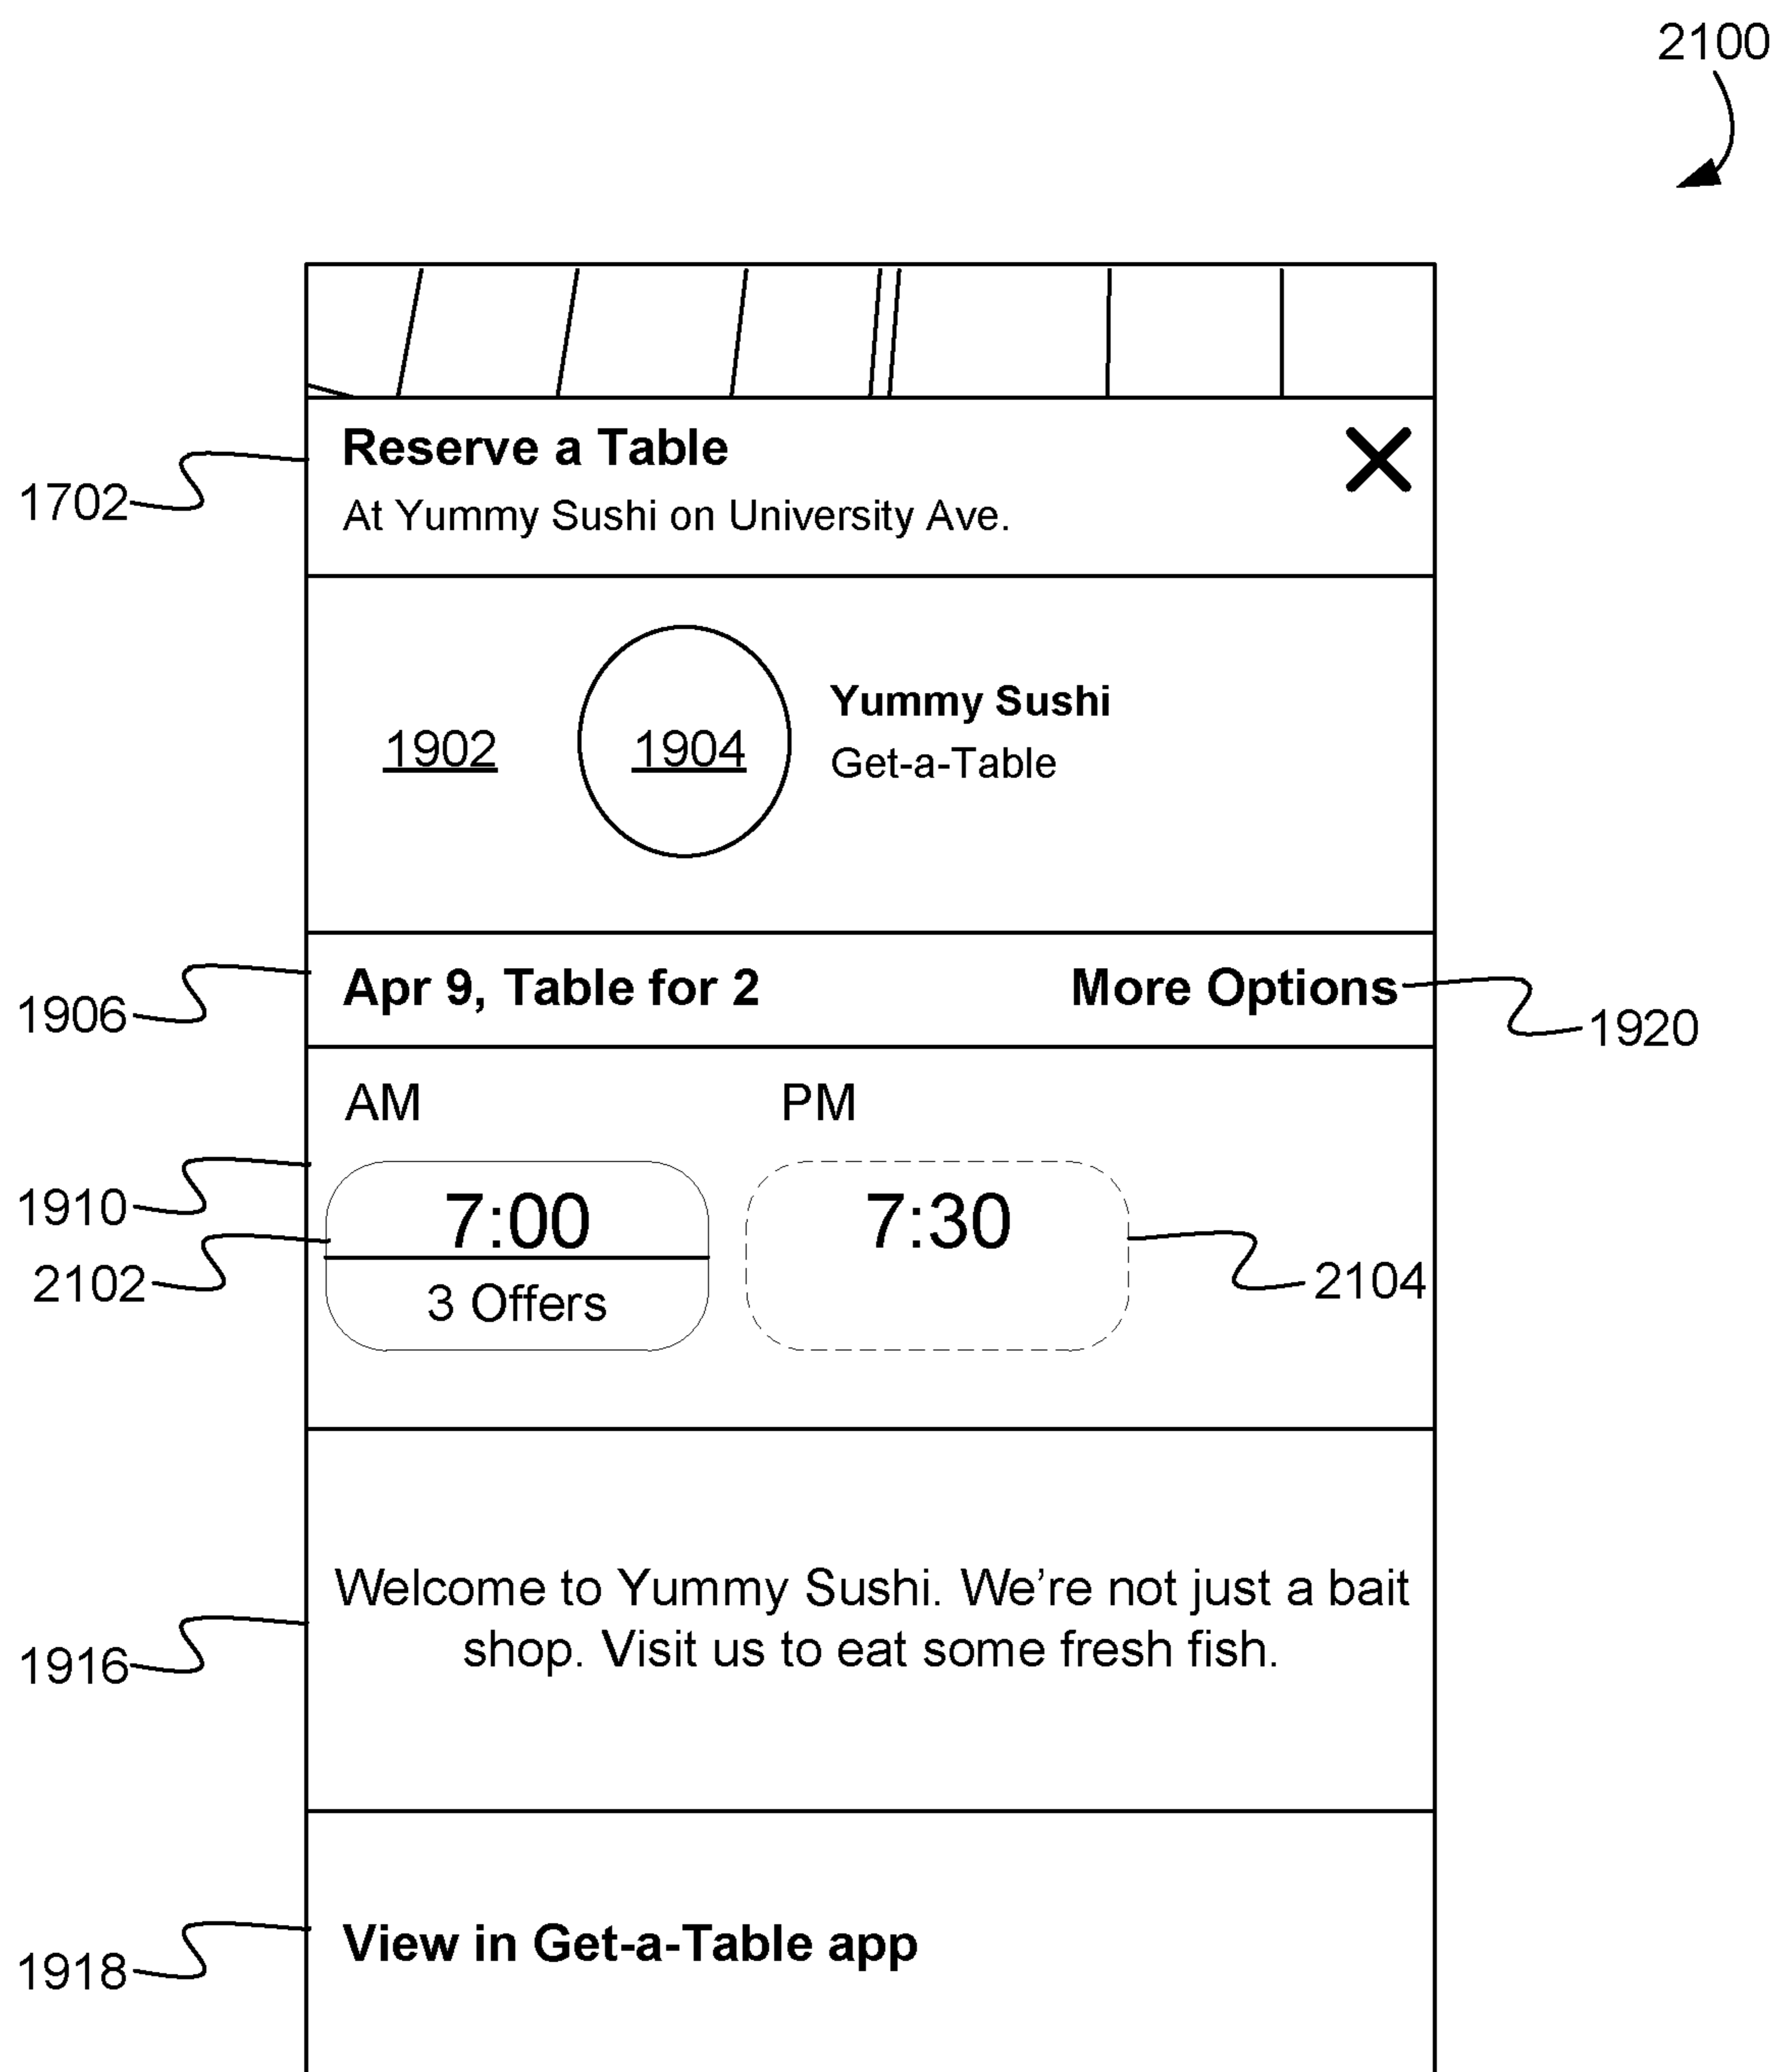 2100
Reserve a Table
1702
At Yummy Sushi on University Ave.
Yummy Sushi
1902
1904
Get-a-Table
Apr 9, Table for 2
More Options
1906
1920
AM
PM
1910
7:00
7:30
2102
2104
3 Offers
Welcome to Yummy Sushi. We’re not just a bait
shop. Visit us to eat some fresh fish.
1916
View in Get-a-Table app
1918